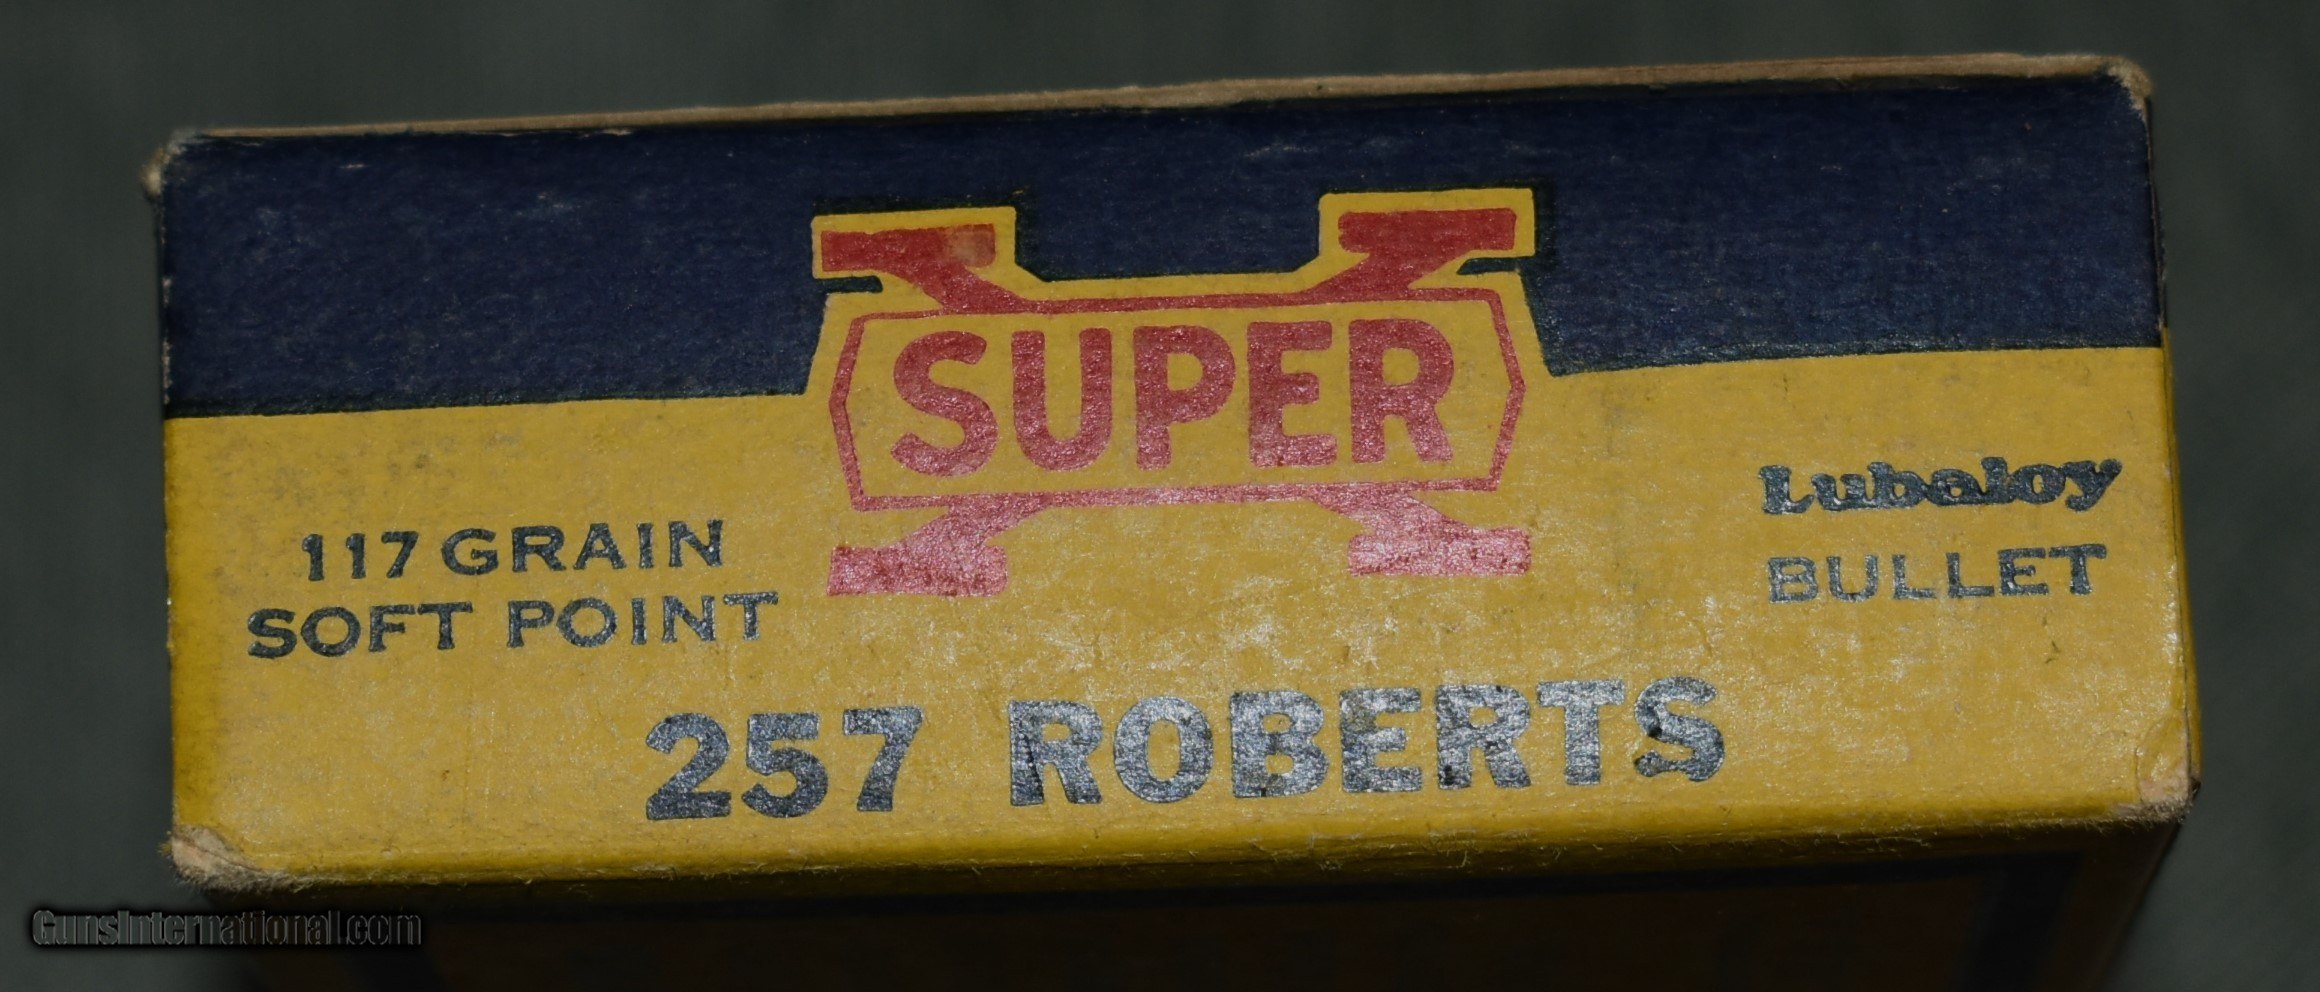 SUPER X
117 GRAIN
SOFT POINT
Lubaloy
BULLET
257 ROBERTS
GunsInternational.com